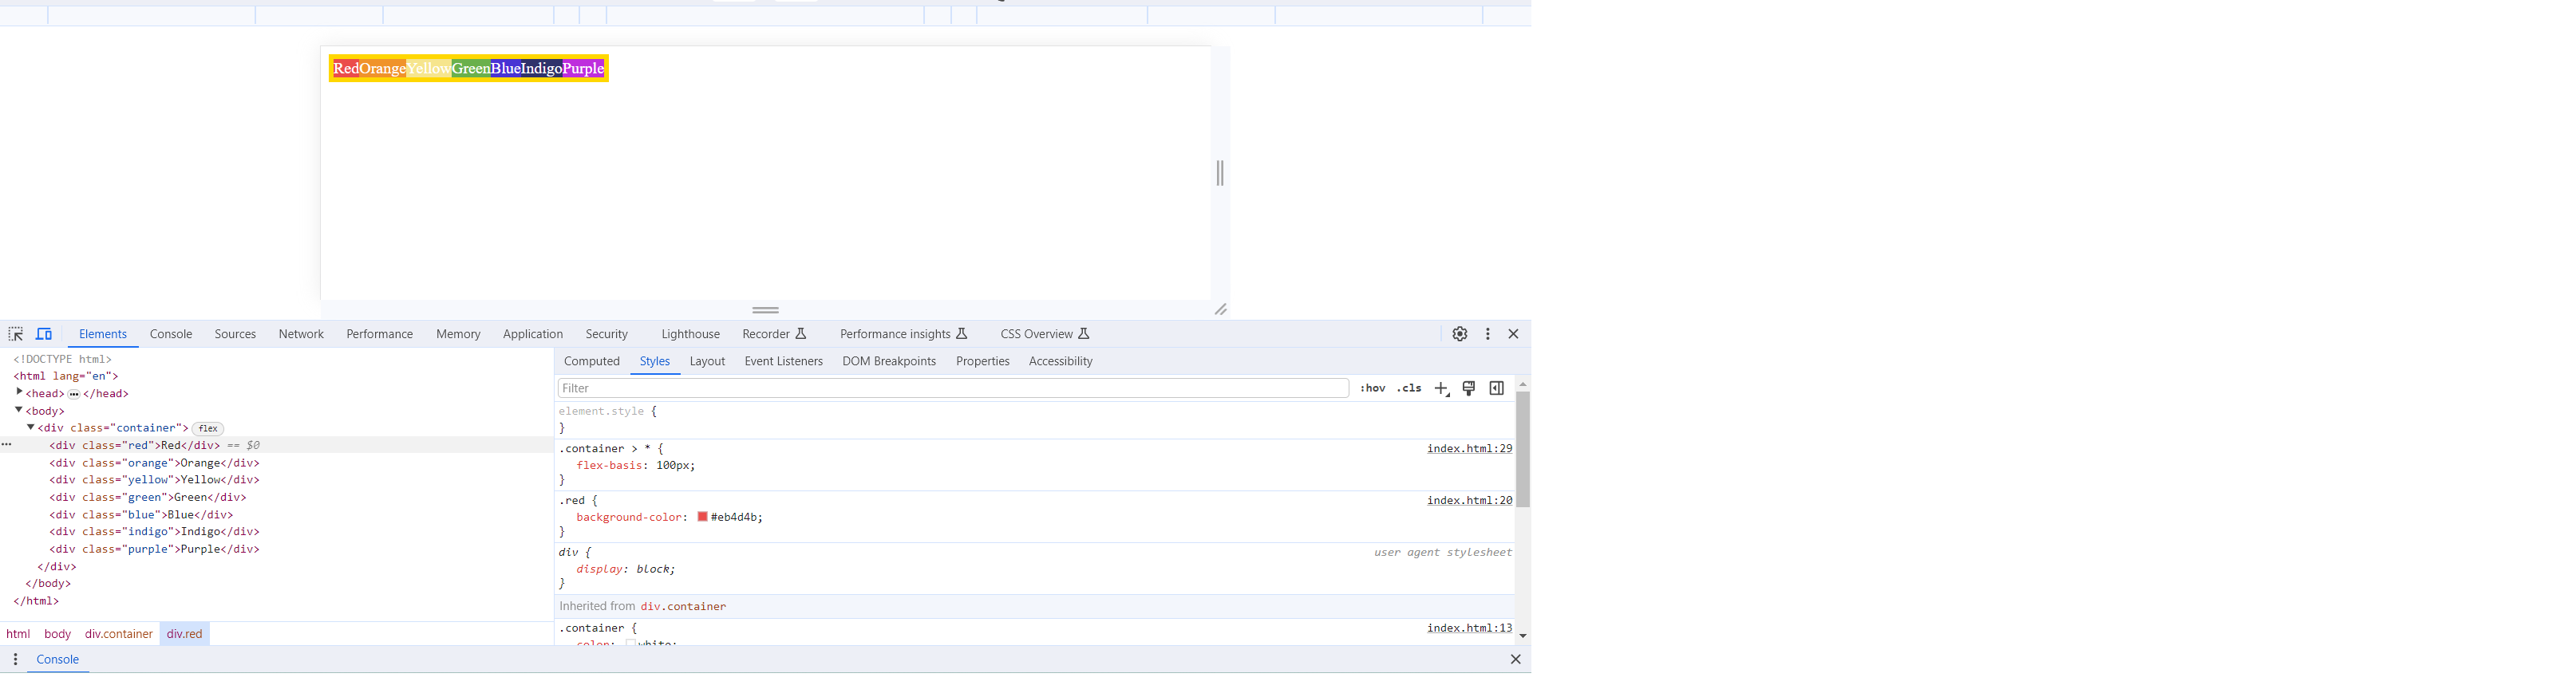 RedOrangeYellowGreenBlueIndigoPurple
Elements Console Sources Network Performance Memory Application Security Lighthouse Recorder Performance insights CSS Overview
<!DOCTYPE html>
<html lang="en">
<head> ••• </head>
<body>
<div class="container"> flex
••• <div class="red">Red</div> == $0
<div class="orange">Orange</div>
<div class="yellow">Yellow</div>
<div class="green">Green</div>
<div class="blue">Blue</div>
<div class="indigo">Indigo</div>
<div class="purple">Purple</div>
</div>
</body>
</html>
html body div.container div.red
Computed Styles Layout Event Listeners DOM Breakpoints Properties Accessibility
Filter :hov .cls
element.style {
}
.container > * { index.html:29
flex-basis: 100px;
}
.red { index.html:20
background-color: #eb4d4b;
}
div { user agent stylesheet
display: block;
}
Inherited from div.container
.container { index.html:13
color: white;
Console